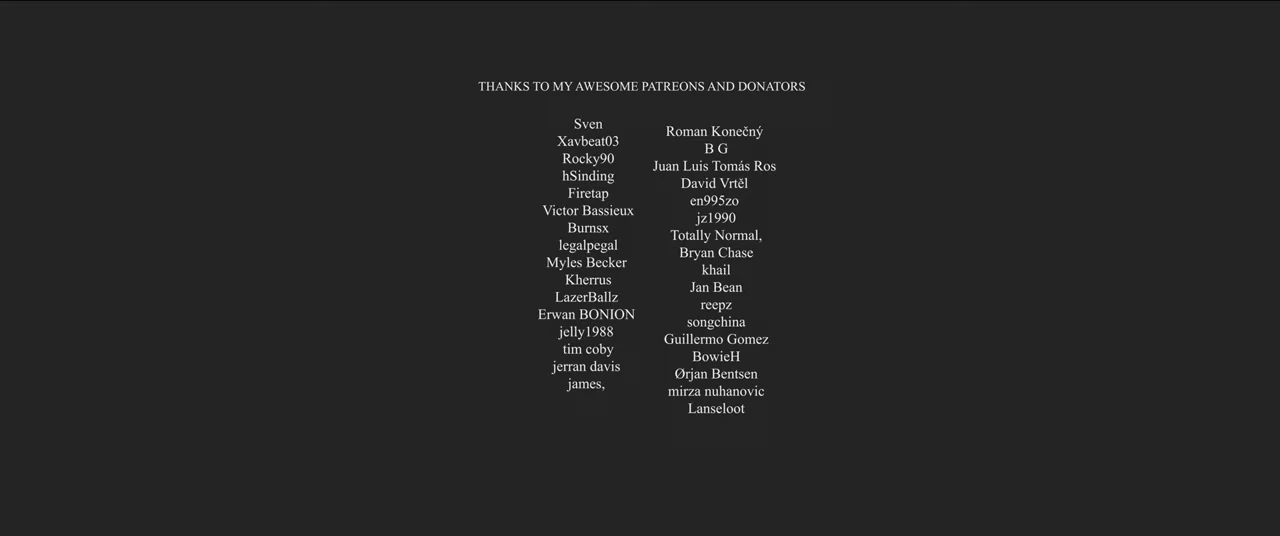 THANKS TO MY AWESOME PATREONS AND DONATORS
Sven
Xavbeat03
Rocky90
hSinding
Firetap
Victor Bassieux
Burnsx
legalpegal
Myles Becker
Kherrus
LazerBallz
Erwan BONION
jelly1988
tim coby
jerran davis
james,
Roman Konečný
B G
Juan Luis Tomás Ros
David Vrtěl
en995zo
jz1990
Totally Normal,
Bryan Chase
khail
Jan Bean
reepz
songchina
Guillermo Gomez
BowieH
Ørjan Bentsen
mirza nuhanovic
Lanseloot